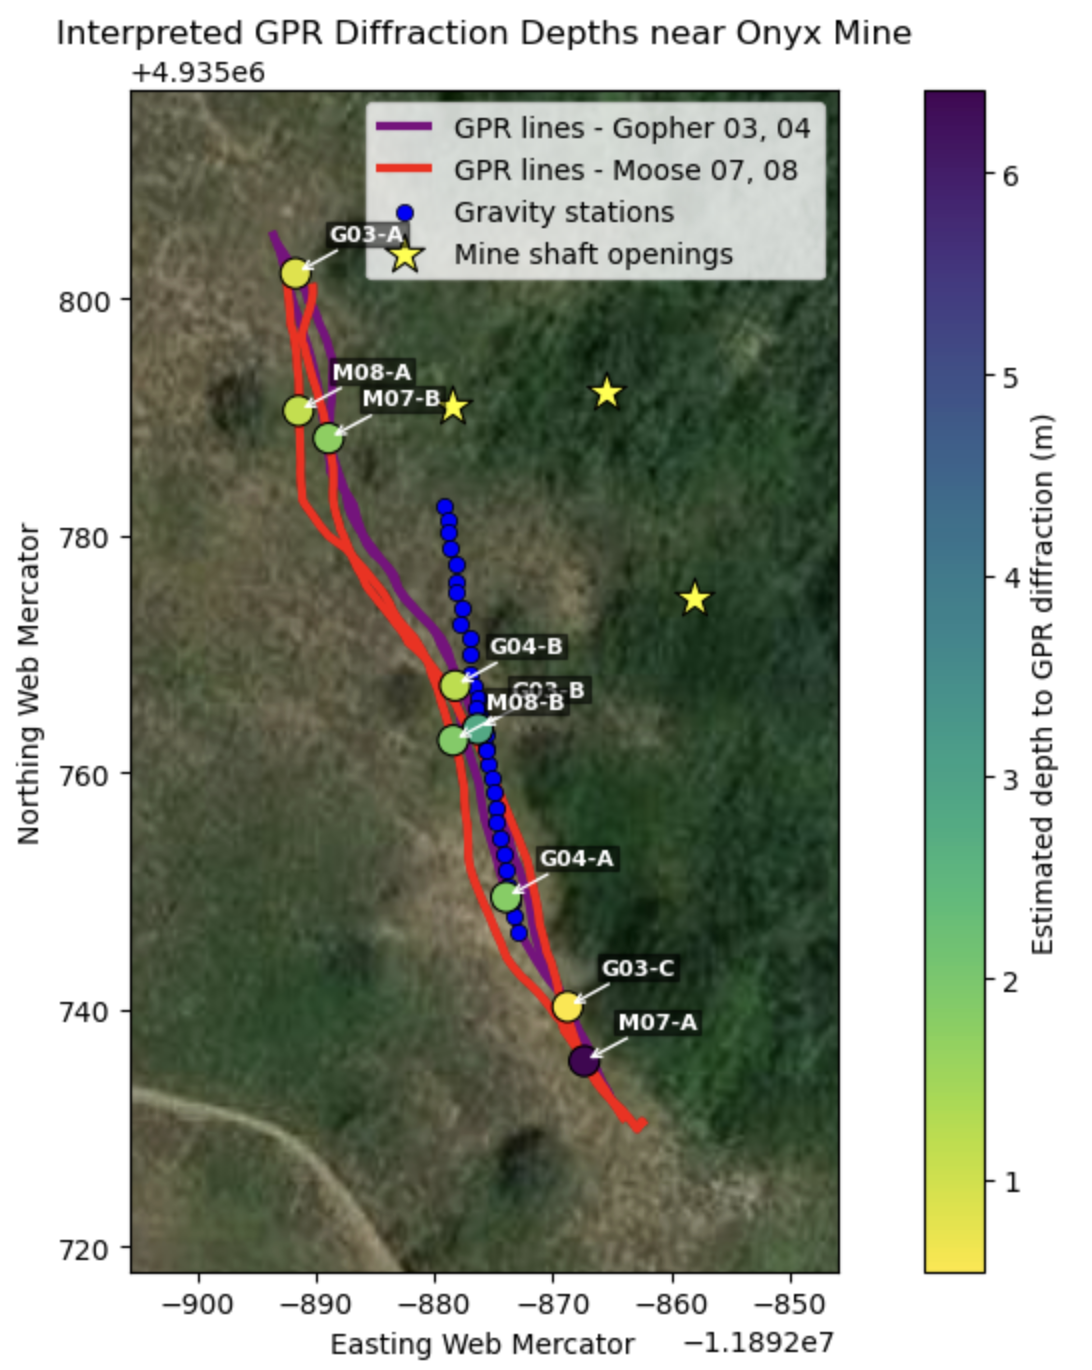 Interpreted GPR Diffraction Depths near Onyx Mine
+4.935e6
GPR lines - Gopher 03, 04
GPR lines - Moose 07, 08
Gravity stations
Mine shaft openings
G03-A
M08-A
M07-B
G04-B
G03-B
M08-B
G04-A
G03-C
M07-A
800
780
760
740
720
Northing Web Mercator
−900
−890
−880
−870
−860
−850
Easting Web Mercator
−1.1892e7
6
5
4
3
2
1
Estimated depth to GPR diffraction (m)